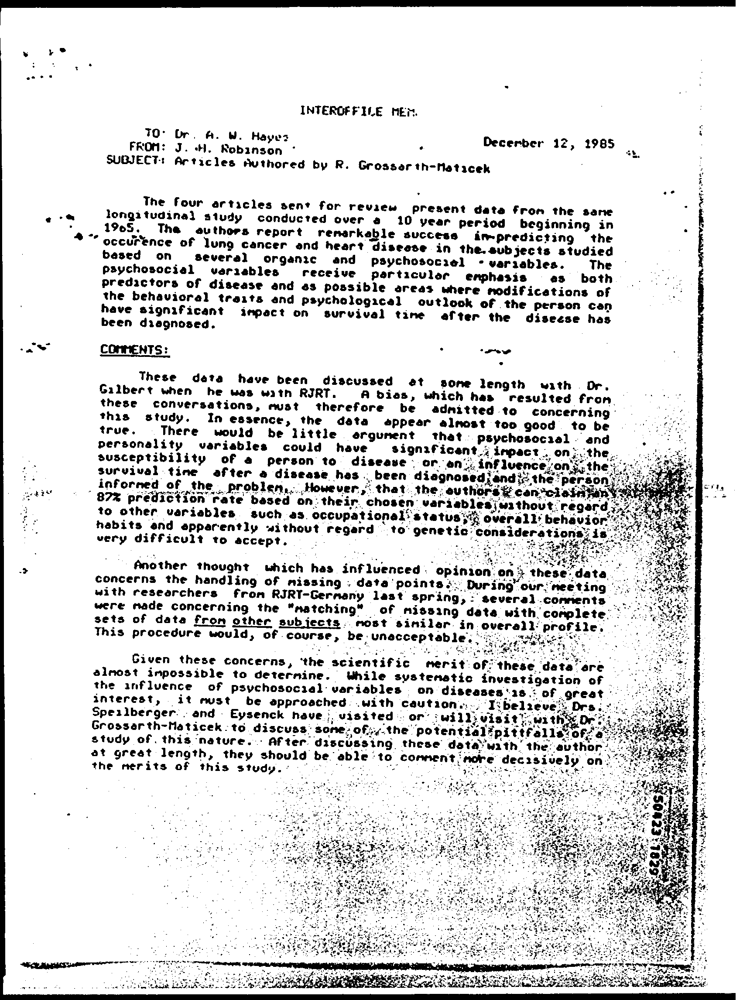 INTEROFFICE MEM.
TO: Dr. A. W. Hayes
FROM: J. H. Robinson
December 12, 1985
SUBJECT: Articles Authored by R. Grossarth-Maticek
The four articles sent for review present data from the same
longitudinal study conducted over a 10 year period beginning in
1965. The authors report remarkable success in predicting the
occurence of lung cancer and heart disease in the subjects studied
based on several organic and psychosocial variables. The
psychosocial variables receive particular emphasis as both
predictors of disease and as possible areas where modifications of
the behavioral traits and psychological outlook of the person can
have significant impact on survival time after the disease has
been diagnosed.
COMMENTS:
These data have been discussed at some length with Dr.
Gilbert when he was with RJRT. A bias, which has resulted from
these conversations, must therefore be admitted to concerning
this study. In essence, the data appear almost too good to be
true. There would be little argument that psychosocial and
personality variables could have significant impact on the
susceptibility of a person to disease or an influence on the
survival time after a disease has been diagnosed and the person
informed of the problem. However, that the authors can claim an
87% prediction rate based on their chosen variables without regard
to other variables such as occupational status, overall behavior
habits and apparently without regard to genetic considerations is
very difficult to accept.
Another thought which has influenced opinion on these data
concerns the handling of missing data points. During our meeting
with researchers from RJRT-Germany last spring, several comments
were made concerning the "matching" of missing data with complete
sets of data from other subjects most similar in overall profile.
This procedure would, of course, be unacceptable.
Given these concerns, the scientific merit of these data are
almost impossible to determine. While systematic investigation of
the influence of psychosocial variables on diseases is of great
interest, it must be approached with caution. I believe Drs.
Speilberger and Eysenck have visited or will visit with Dr.
Grossarth-Maticek to discuss some of the potential pittfalls of a
study of this nature. After discussing these data with the author
at great length, they should be able to comment more decisively on
the merits of this study.
50823 1029